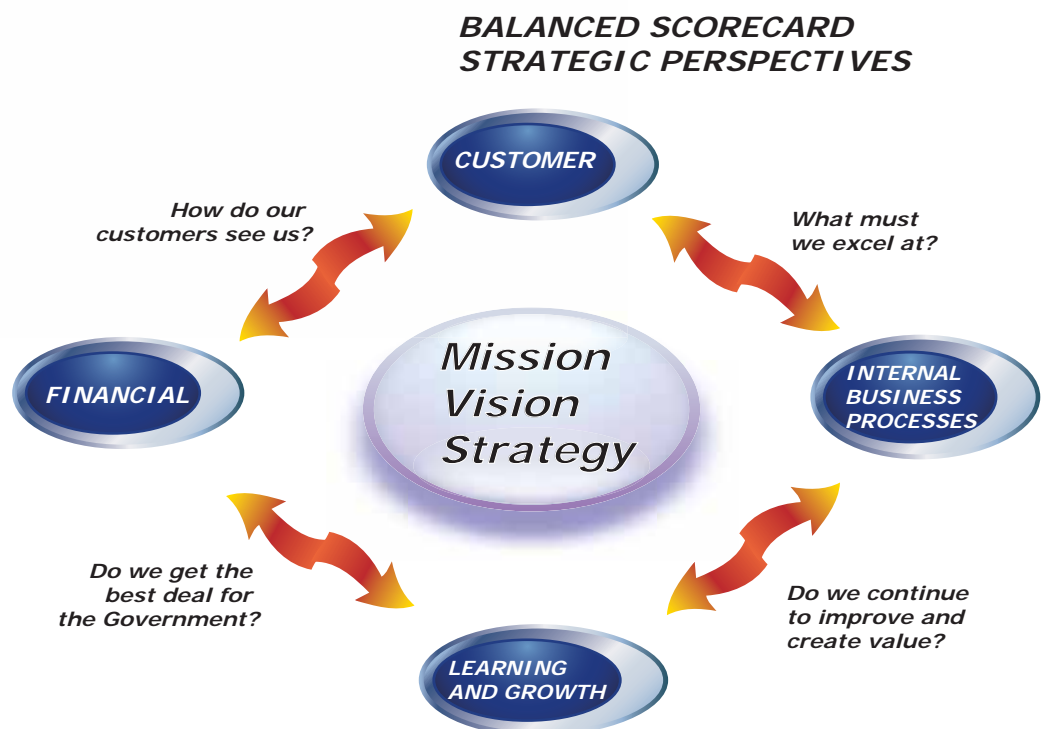 BALANCED SCORECARD
STRATEGIC PERSPECTIVES
CUSTOMER
How do our
customers see us?
What must
we excel at?
FINANCIAL
Mission
Vision
Strategy
INTERNAL
BUSINESS
PROCESSES
Do we get the
best deal for
the Government?
Do we continue
to improve and
create value?
LEARNING
AND GROWTH